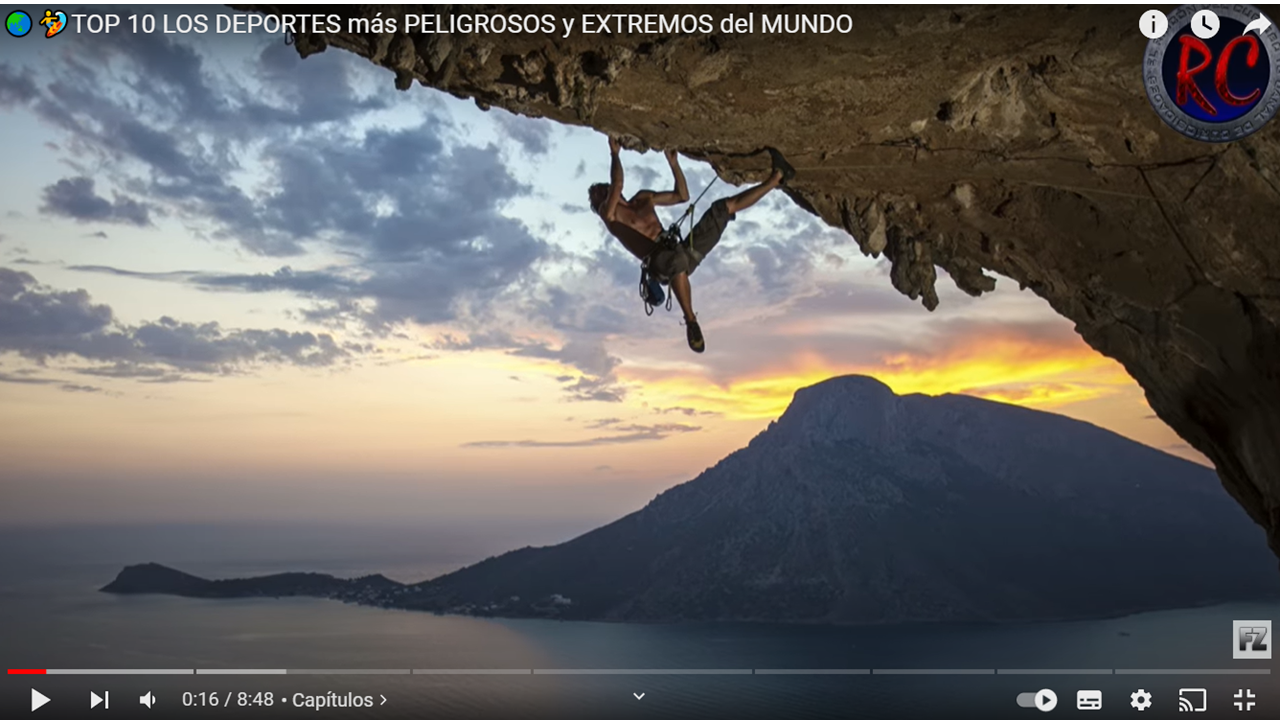 🌏 🏄 TOP 10 LOS DEPORTES más PELIGROSOS y EXTREMOS del MUNDO
RC
FZ
0:16 / 8:48 • Capítulos >